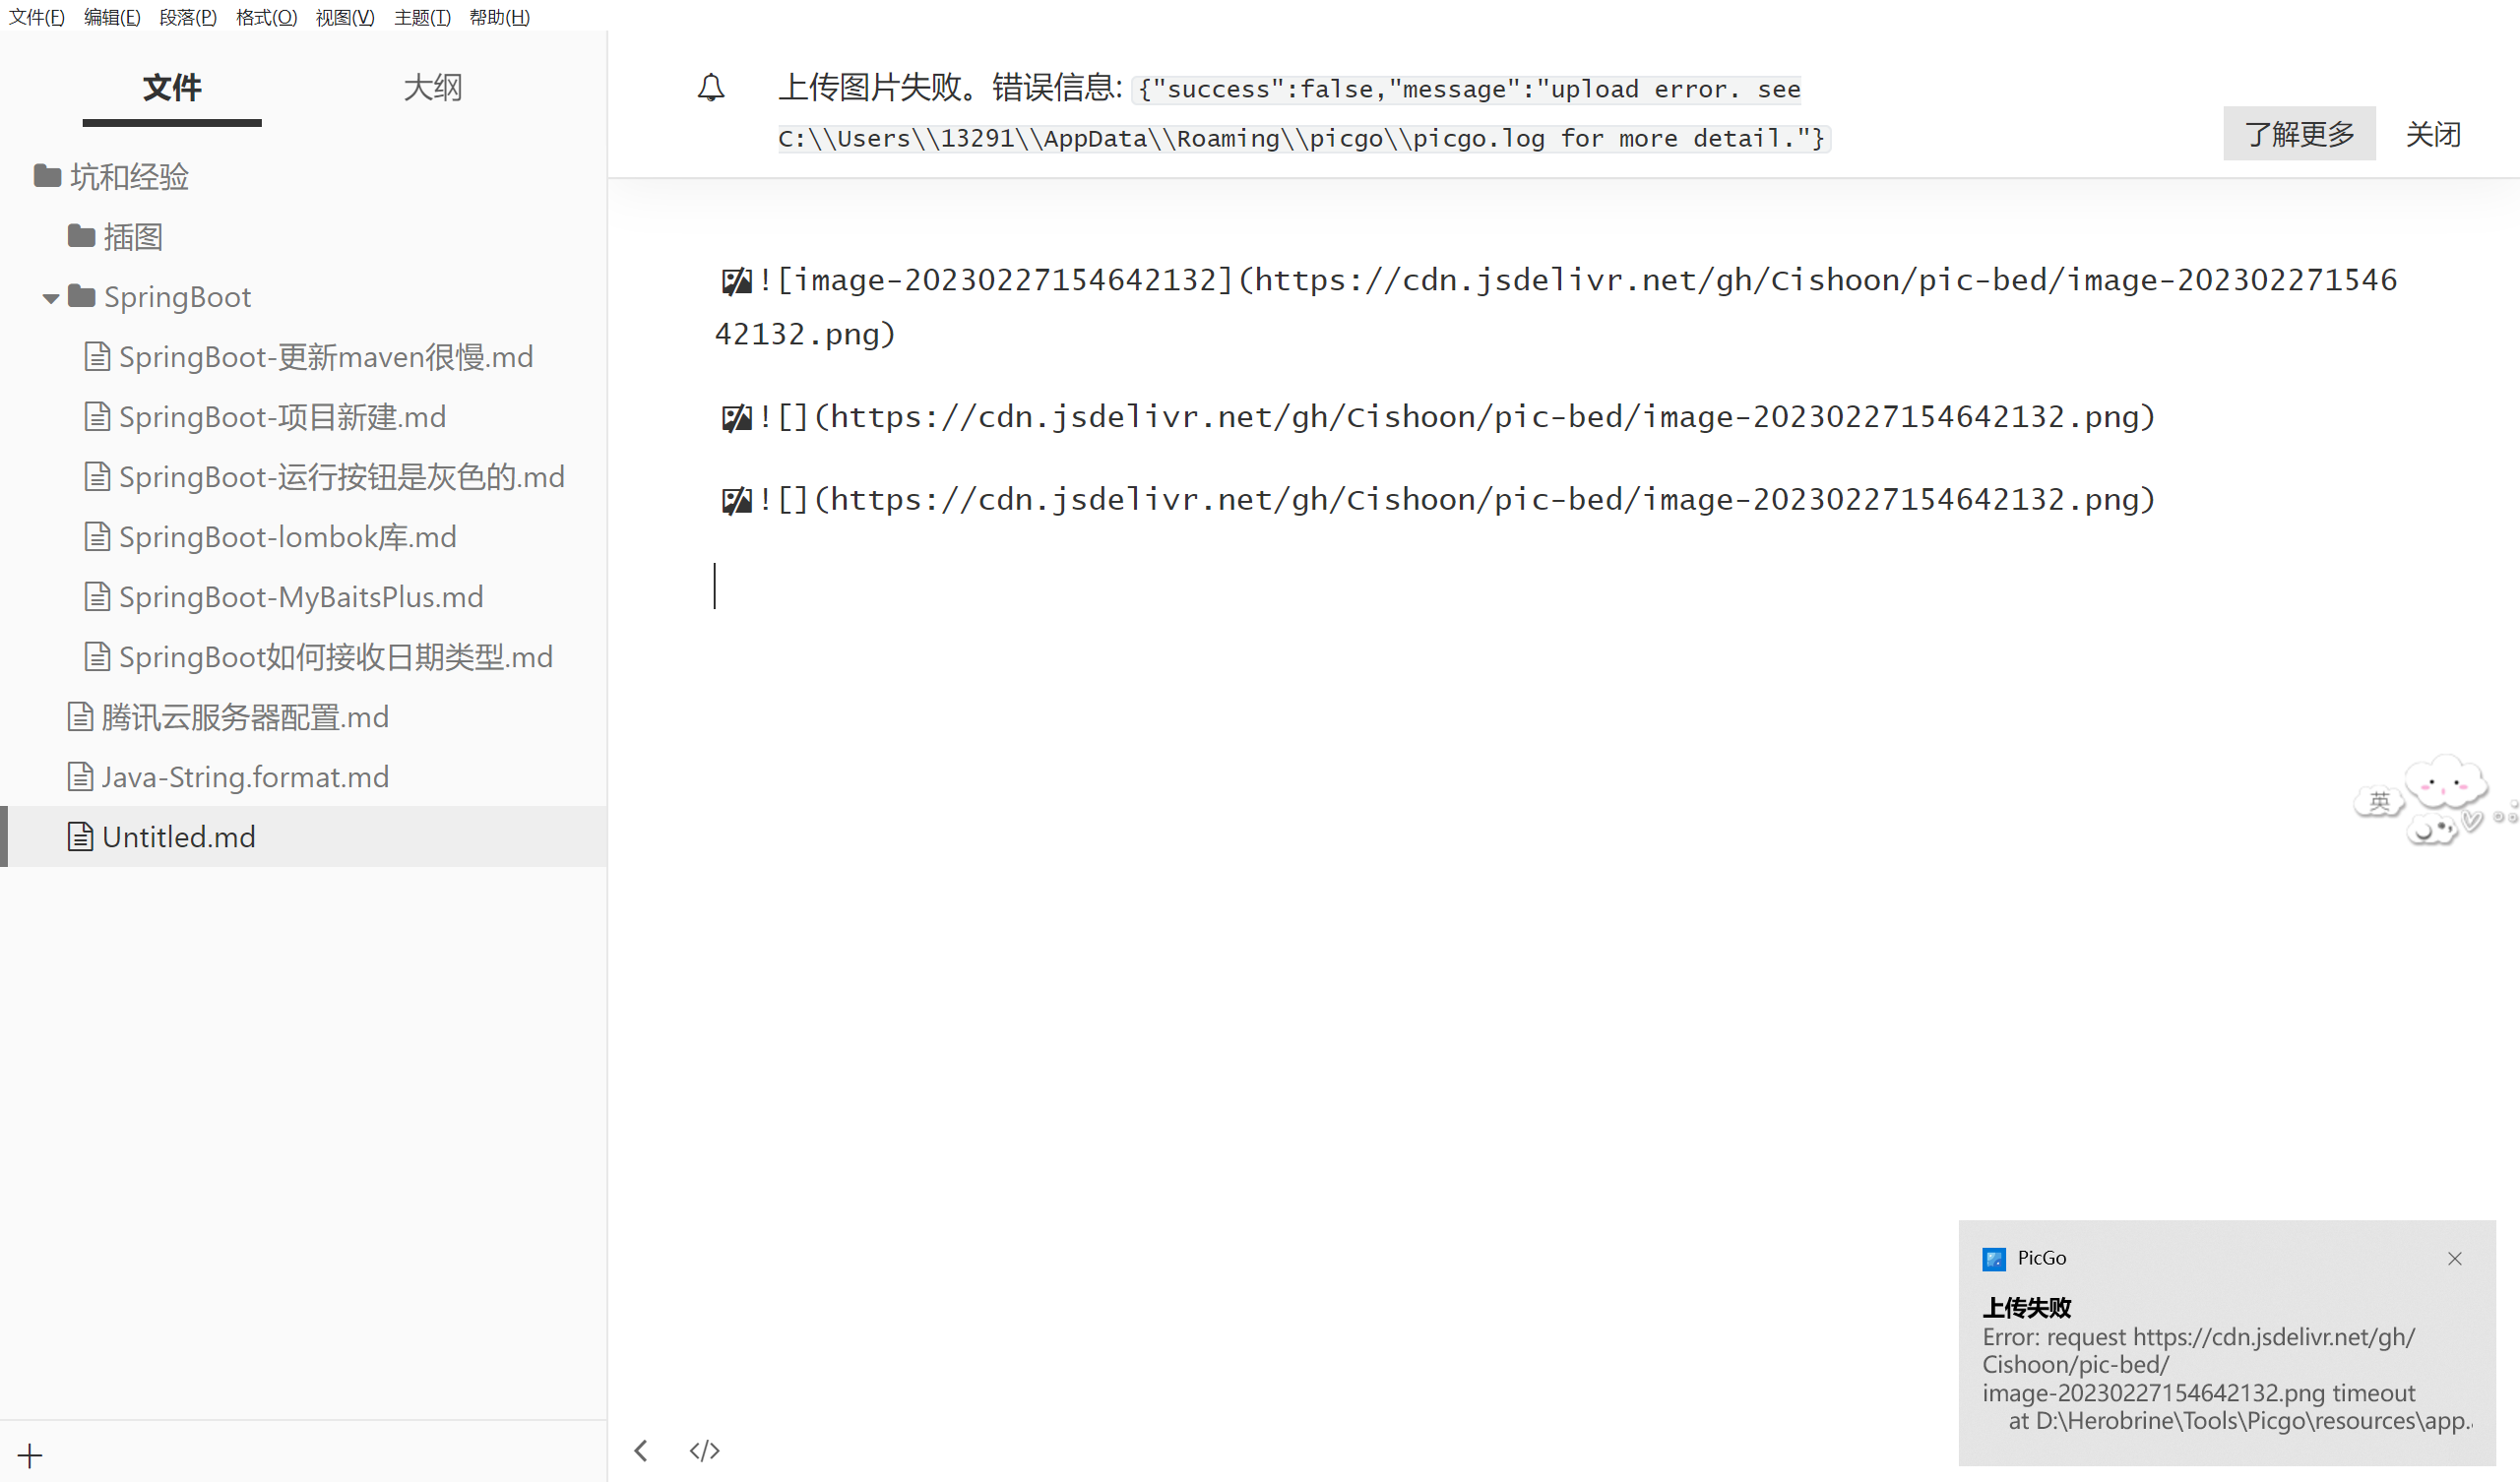 文件(F) 编辑(E) 段落(P) 格式(O) 视图(V) 主题(T) 帮助(H)
文件 大纲
坑和经验
插图
SpringBoot
SpringBoot-更新maven很慢.md
SpringBoot-项目新建.md
SpringBoot-运行按钮是灰色的.md
SpringBoot-lombok库.md
SpringBoot-MyBaitsPlus.md
SpringBoot如何接收日期类型.md
腾讯云服务器配置.md
Java-String.format.md
Untitled.md
上传图片失败。错误信息: {"success":false,"message":"upload error. see
C:\\Users\\13291\\AppData\\Roaming\\picgo\\picgo.log for more detail."}
了解更多 关闭
![image-20230227154642132](https://cdn.jsdelivr.net/gh/Cishoon/pic-bed/image-202302271546
42132.png)
![](https://cdn.jsdelivr.net/gh/Cishoon/pic-bed/image-20230227154642132.png)
![](https://cdn.jsdelivr.net/gh/Cishoon/pic-bed/image-20230227154642132.png)
英
PicGo
上传失败
Error: request https://cdn.jsdelivr.net/gh/
Cishoon/pic-bed/
image-20230227154642132.png timeout
at D:\Herobrine\Tools\Picgo\resources\app.